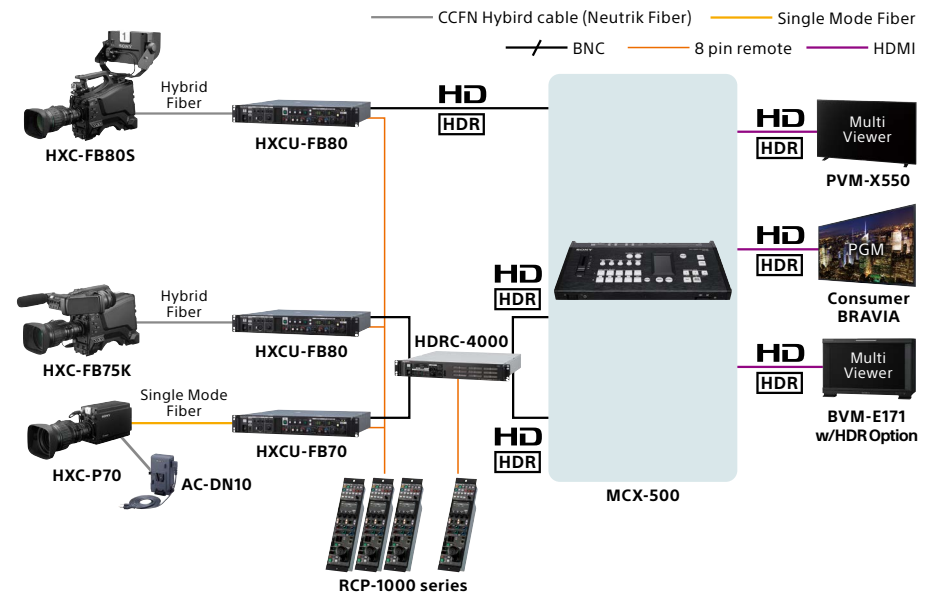 CCFN Hybird cable (Neutrik Fiber)
Single Mode Fiber
BNC
8 pin remote
HDMI
1
SONY
Hybrid
Fiber
HXC-FB80S
HXCU-FB80
HD
HDR
HD
HDR
Multi
Viewer
PVM-X550
HD
HDR
PGM
Consumer
BRAVIA
Hybrid
Fiber
HXC-FB75K
HXCU-FB80
HDRC-4000
HD
HDR
SONY
HD
HDR
Multi
Viewer
BVM-E171
w/HDR Option
Single Mode
Fiber
HXC-P70
AC-DN10
HXCU-FB70
HD
HDR
MCX-500
RCP-1000 series